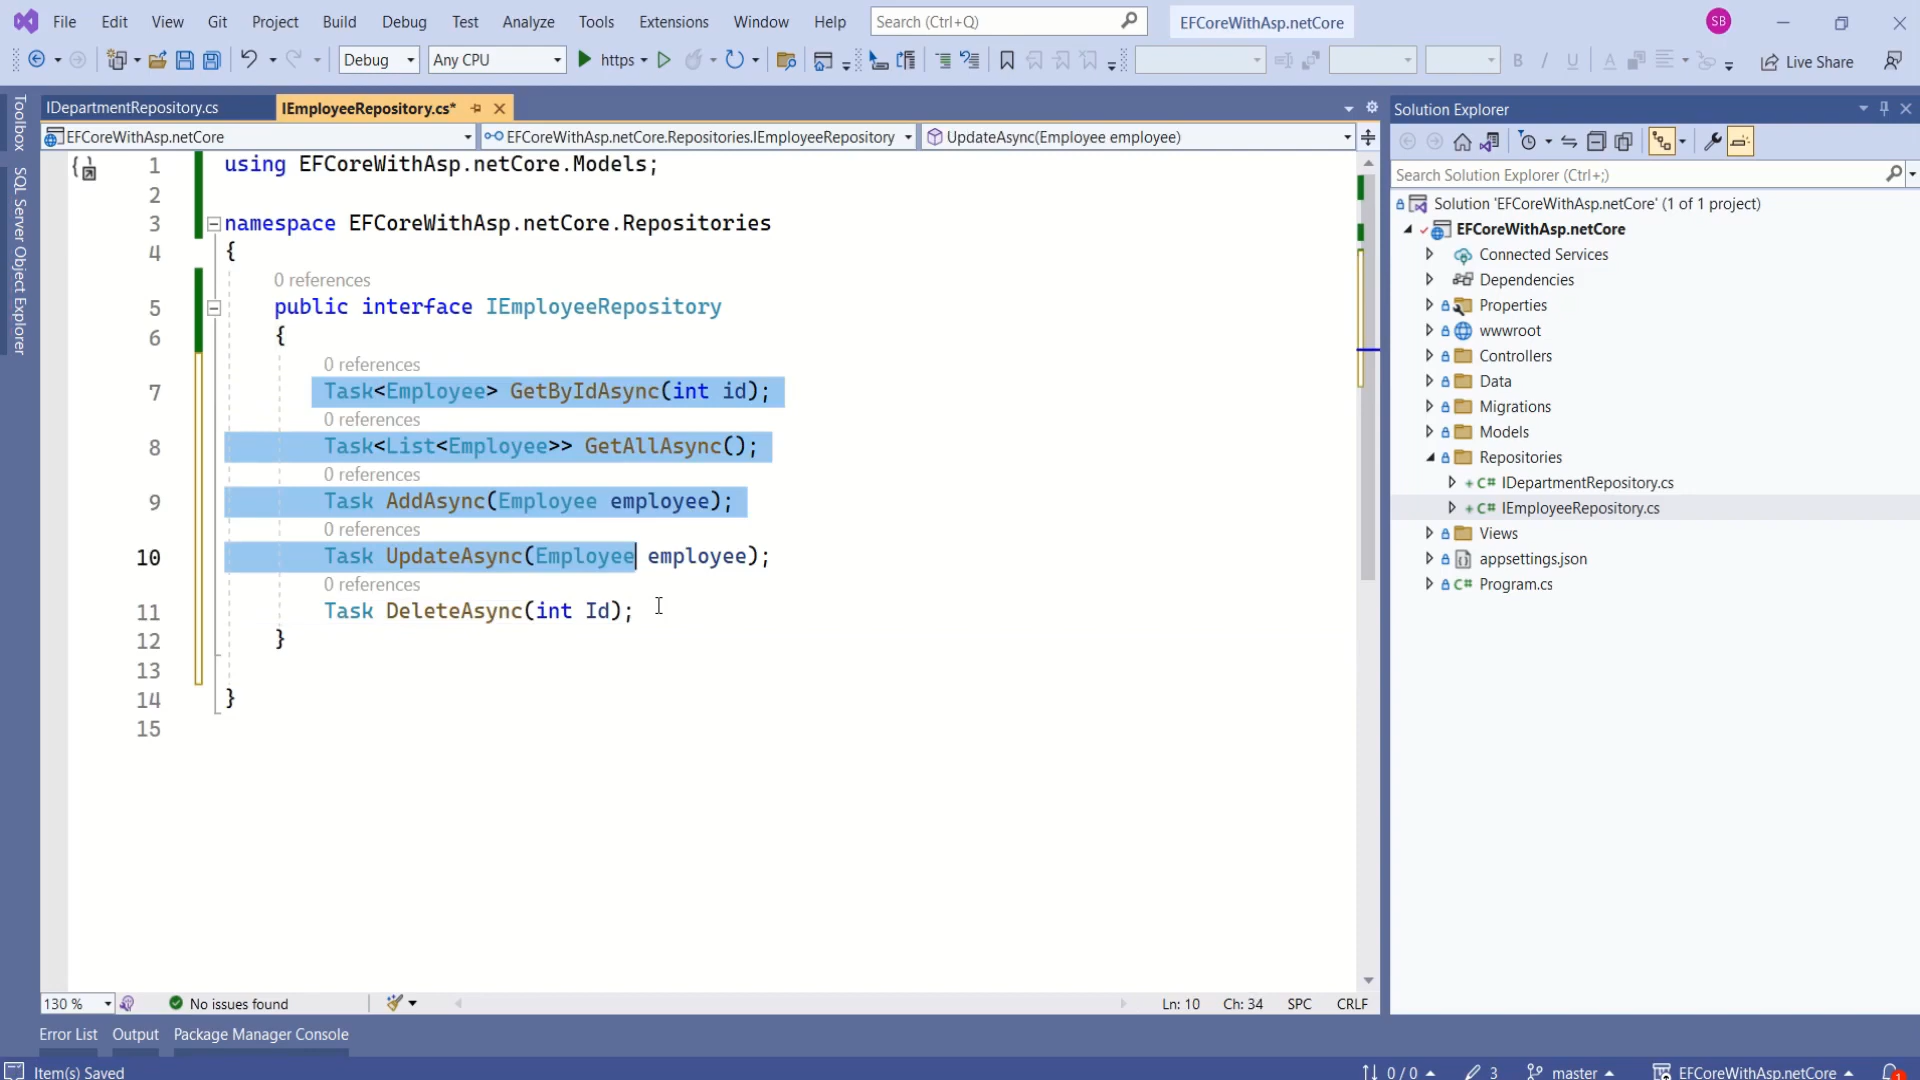 File Edit View Git Project Build Debug Test Analyze Tools Extensions Window Help Search (Ctrl+Q) EFCoreWithAsp.netCore SB
Debug Any CPU https Live Share
IDepartmentRepository.cs IEmployeeRepository.cs*
EFCoreWithAsp.netCore EFCoreWithAsp.netCore.Repositories.IEmployeeRepository UpdateAsync(Employee employee)
Toolbox
SQL Server Object Explorer
1 using EFCoreWithAsp.netCore.Models;
2
3 namespace EFCoreWithAsp.netCore.Repositories
4 {
0 references
5 public interface IEmployeeRepository
6 {
0 references
7 Task<Employee> GetByIdAsync(int id);
0 references
8 Task<List<Employee>> GetAllAsync();
0 references
9 Task AddAsync(Employee employee);
0 references
10 Task UpdateAsync(Employee employee);
0 references
11 Task DeleteAsync(int Id);
12 }
13
14 }
15
130 % No issues found Ln: 10 Ch: 34 SPC CRLF
Error List Output Package Manager Console
Solution Explorer
Search Solution Explorer (Ctrl+;)
Solution 'EFCoreWithAsp.netCore' (1 of 1 project)
EFCoreWithAsp.netCore
Connected Services
Dependencies
Properties
wwwroot
Controllers
Data
Migrations
Models
Repositories
C# IDepartmentRepository.cs
C# IEmployeeRepository.cs
Views
appsettings.json
C# Program.cs
Item(s) Saved 0 / 0 3 master EFCoreWithAsp.netCore 1